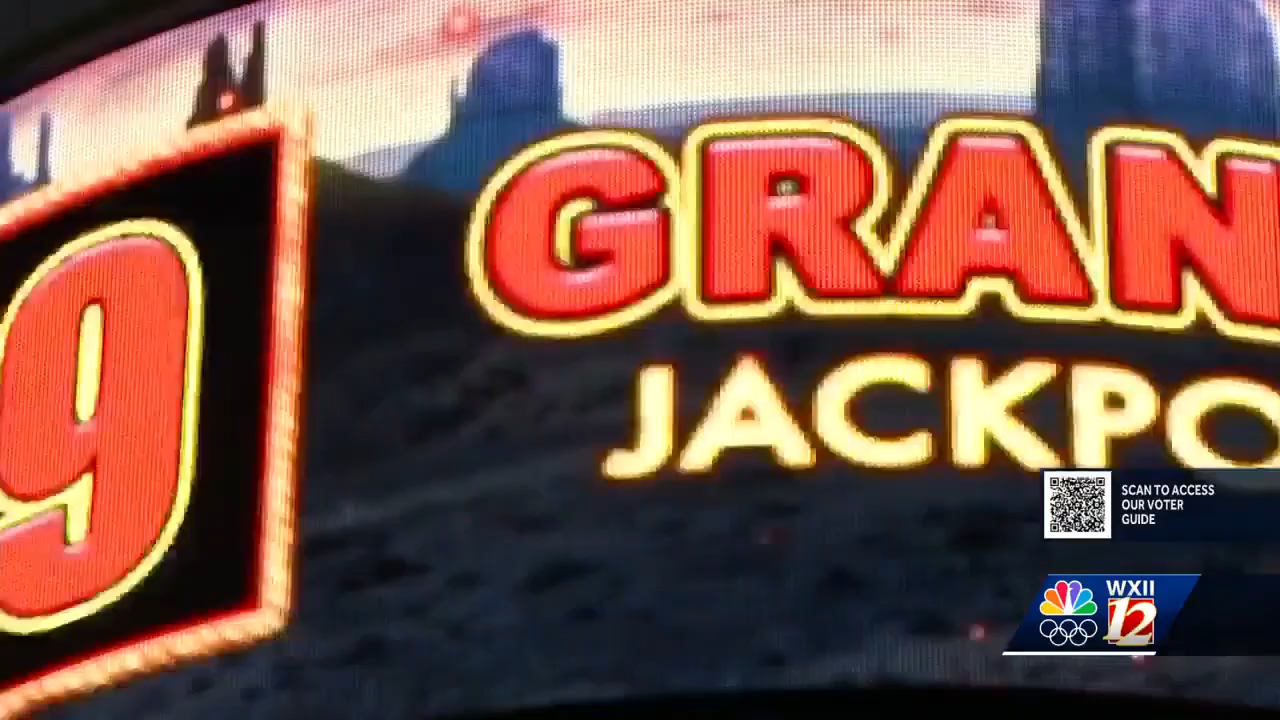 9
GRAN
JACKPO
SCAN TO ACCESS
OUR VOTER
GUIDE
WXII
12